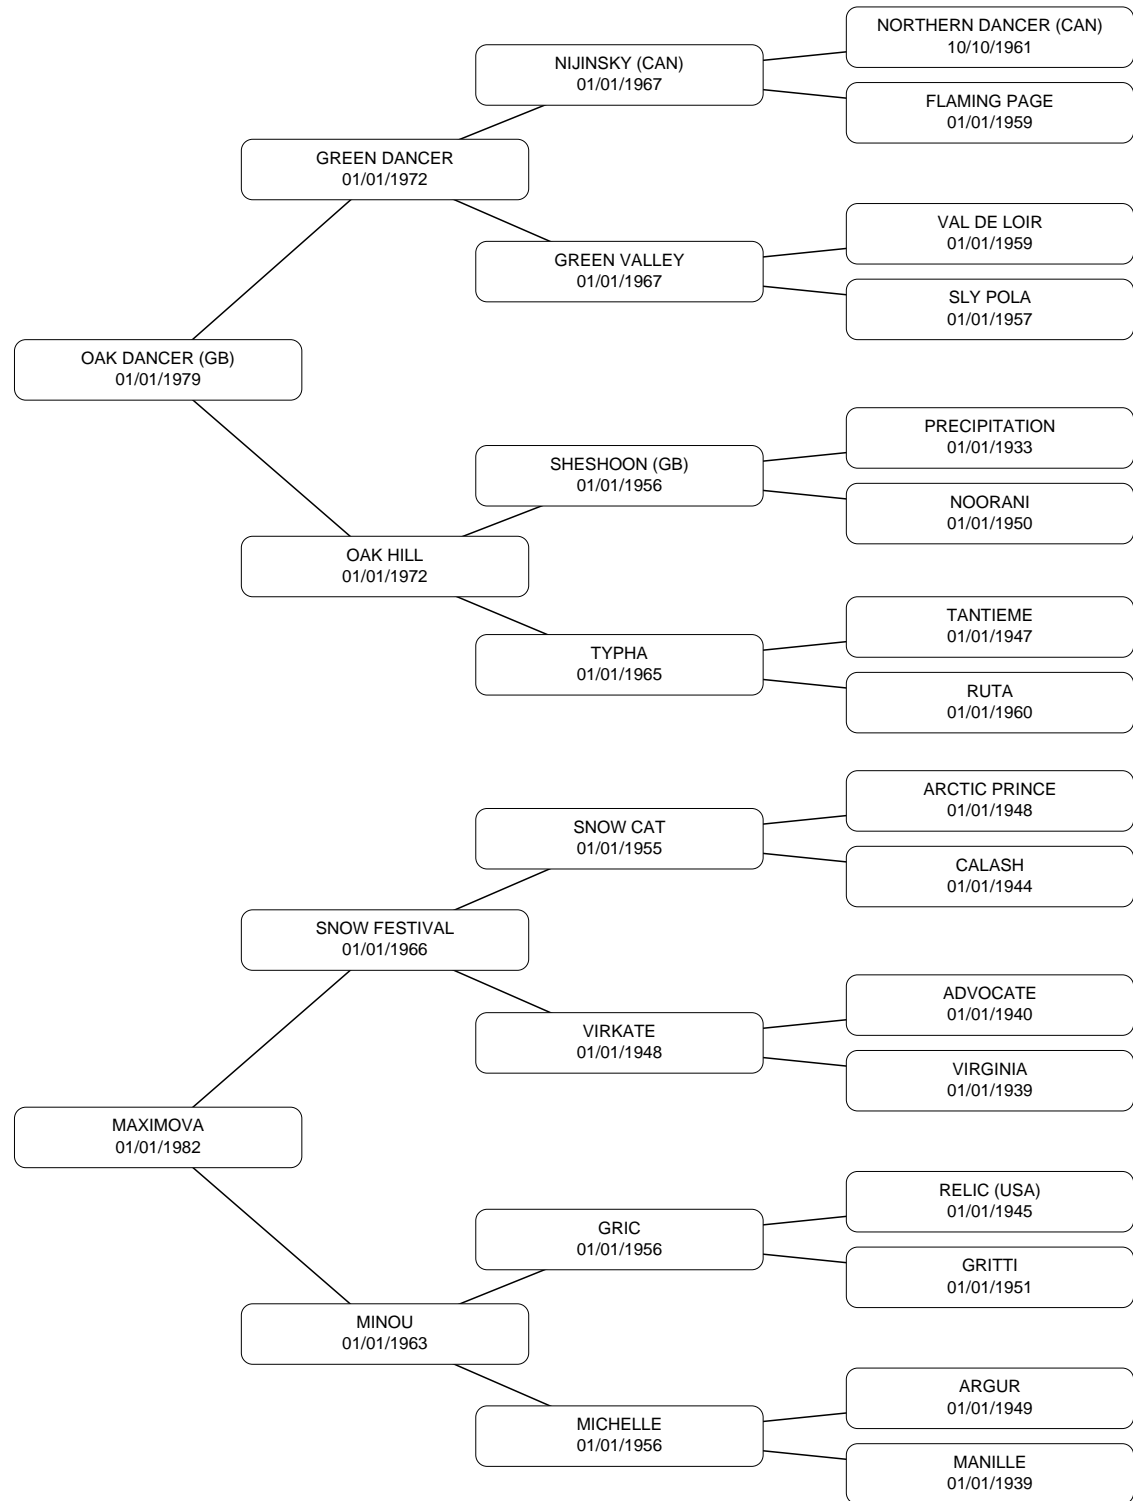 NORTHERN DANCER (CAN)
10/10/1961
NIJINSKY (CAN)
01/01/1967
FLAMING PAGE
01/01/1959
GREEN DANCER
01/01/1972
VAL DE LOIR
01/01/1959
GREEN VALLEY
01/01/1967
SLY POLA
01/01/1957
OAK DANCER (GB)
01/01/1979
PRECIPITATION
01/01/1933
SHESHOON (GB)
01/01/1956
NOORANI
01/01/1950
OAK HILL
01/01/1972
TANTIEME
01/01/1947
TYPHA
01/01/1965
RUTA
01/01/1960
ARCTIC PRINCE
01/01/1948
SNOW CAT
01/01/1955
CALASH
01/01/1944
SNOW FESTIVAL
01/01/1966
ADVOCATE
01/01/1940
VIRKATE
01/01/1948
VIRGINIA
01/01/1939
MAXIMOVA
01/01/1982
RELIC (USA)
01/01/1945
GRIC
01/01/1956
GRITTI
01/01/1951
MINOU
01/01/1963
ARGUR
01/01/1949
MICHELLE
01/01/1956
MANILLE
01/01/1939